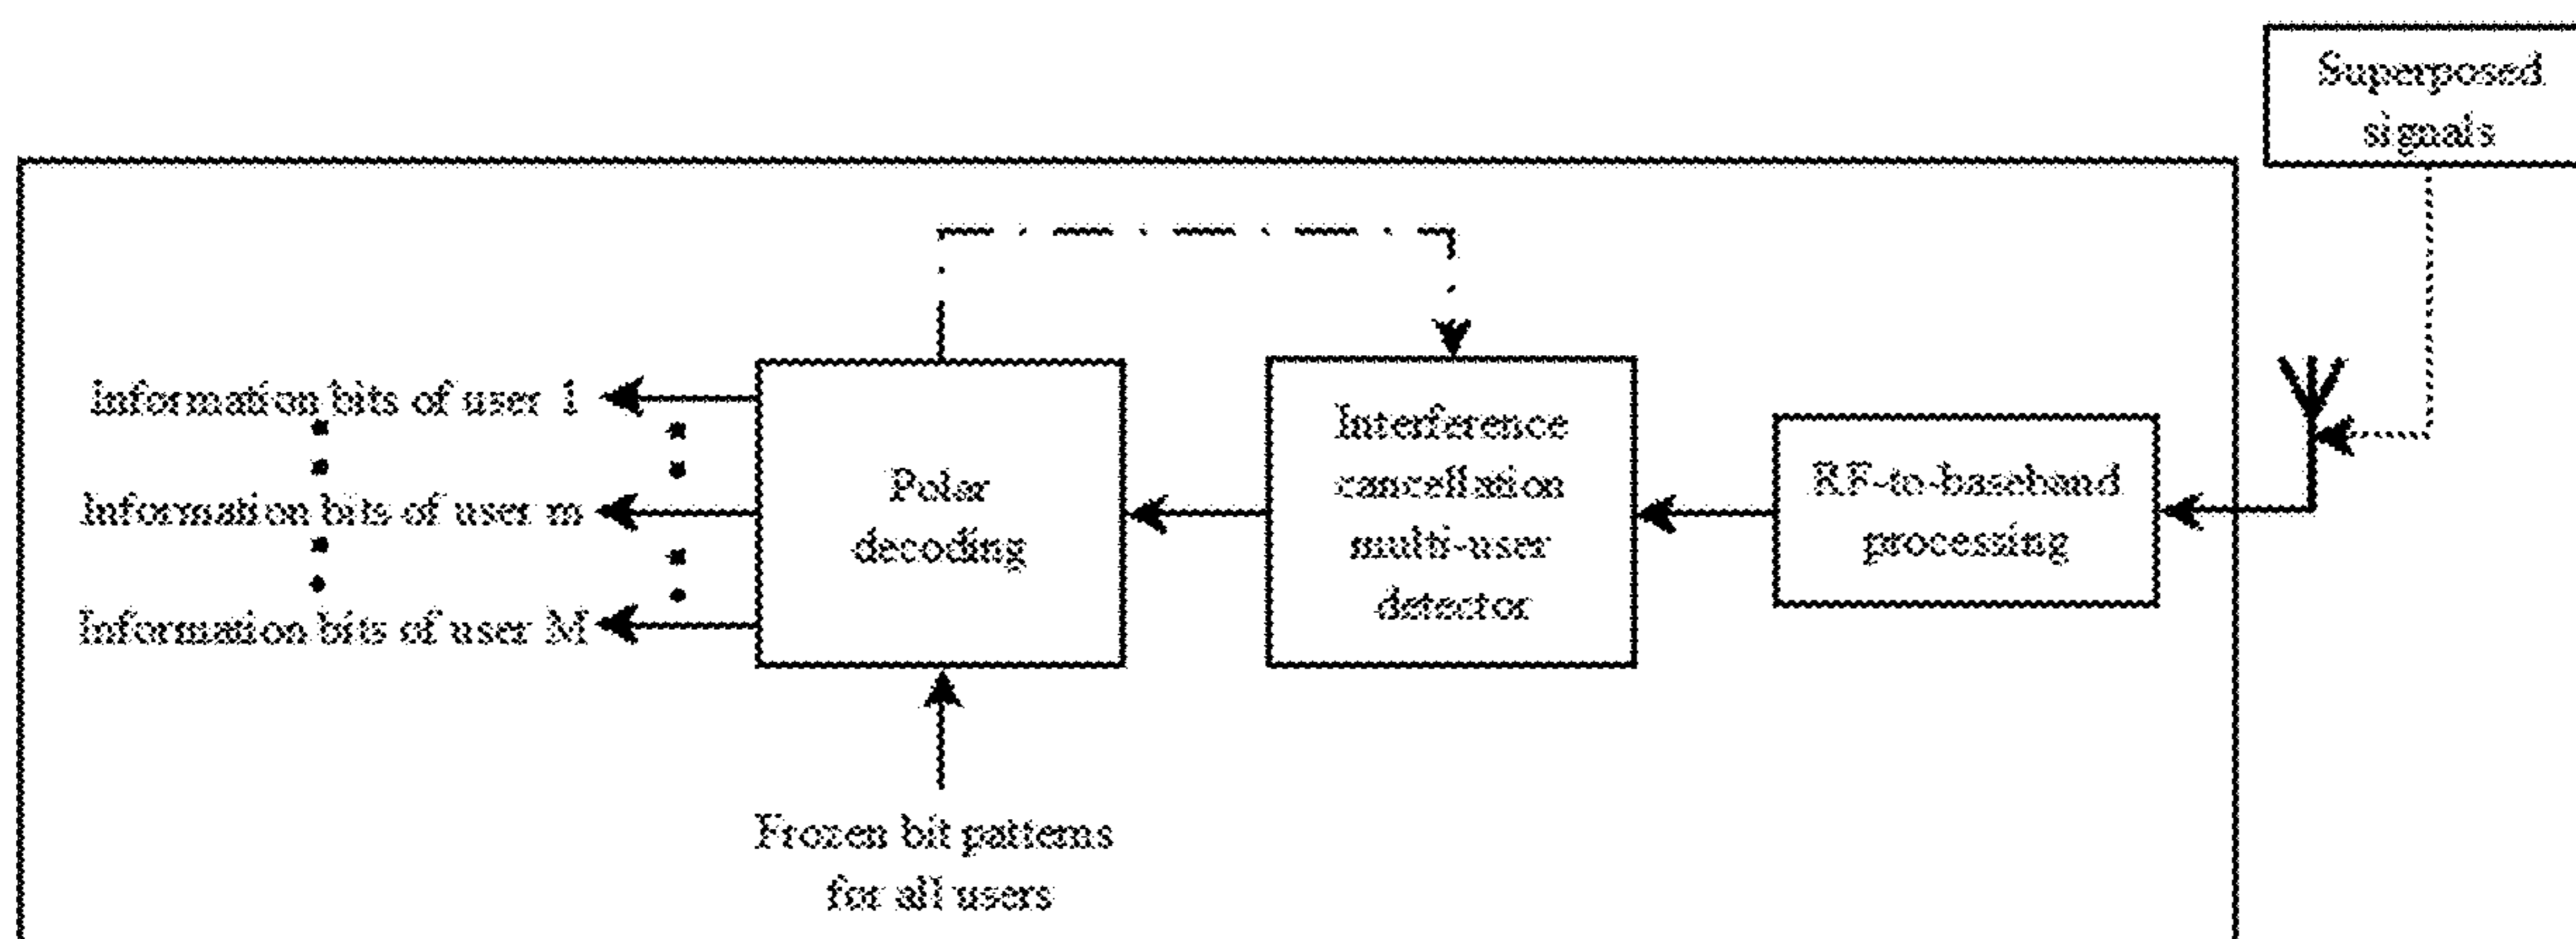 Superposed
signals
Information bits of user 1
Information bits of user m
Information bits of user M
Polar
decoding
Interference
cancellation
multi-user
detector
RF-to-baseband
processing
Frozen bit patterns
for all users